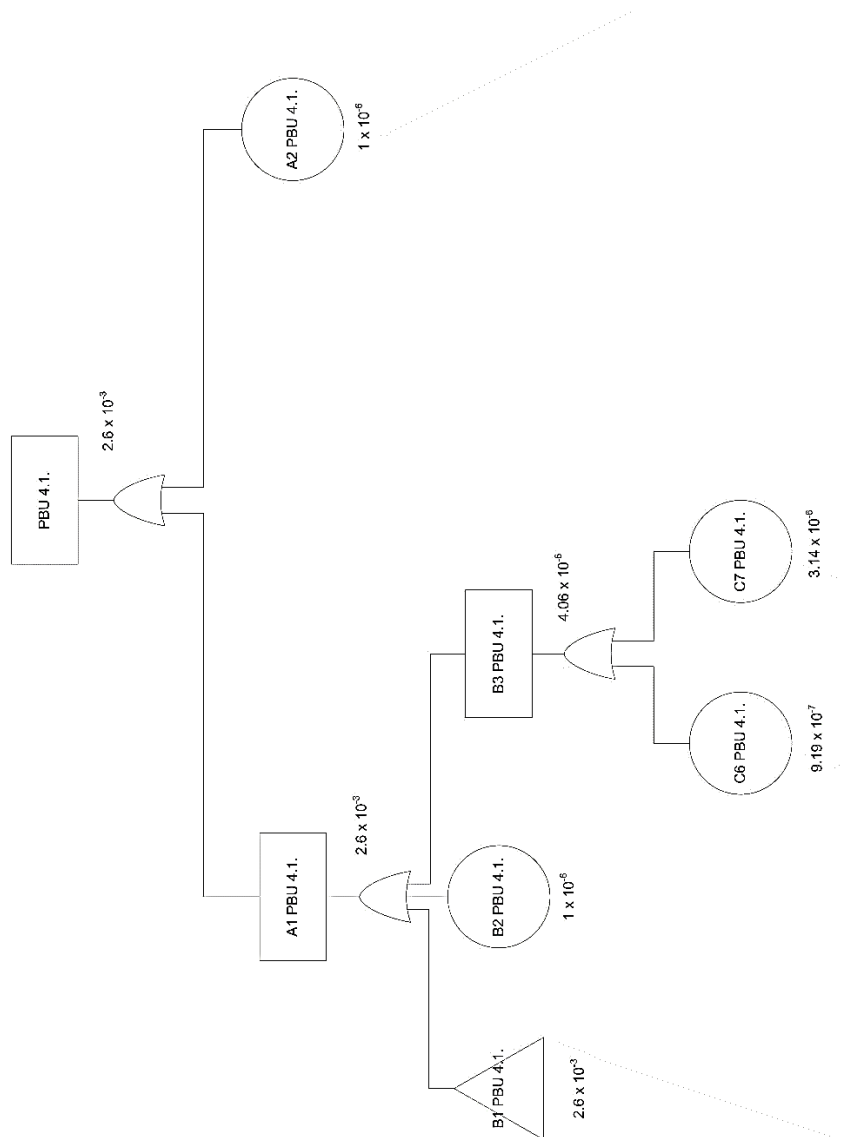 PBU 4.1.
2.6 x 10⁻³
A1 PBU 4.1.
2.6 x 10⁻³
A2 PBU 4.1.
1 x 10⁻⁶
B1 PBU 4.1.
2.6 x 10⁻³
B2 PBU 4.1.
1 x 10⁻⁶
B3 PBU 4.1.
4.06 x 10⁻⁶
C6 PBU 4.1.
9.19 x 10⁻⁷
C7 PBU 4.1.
3.14 x 10⁻⁶